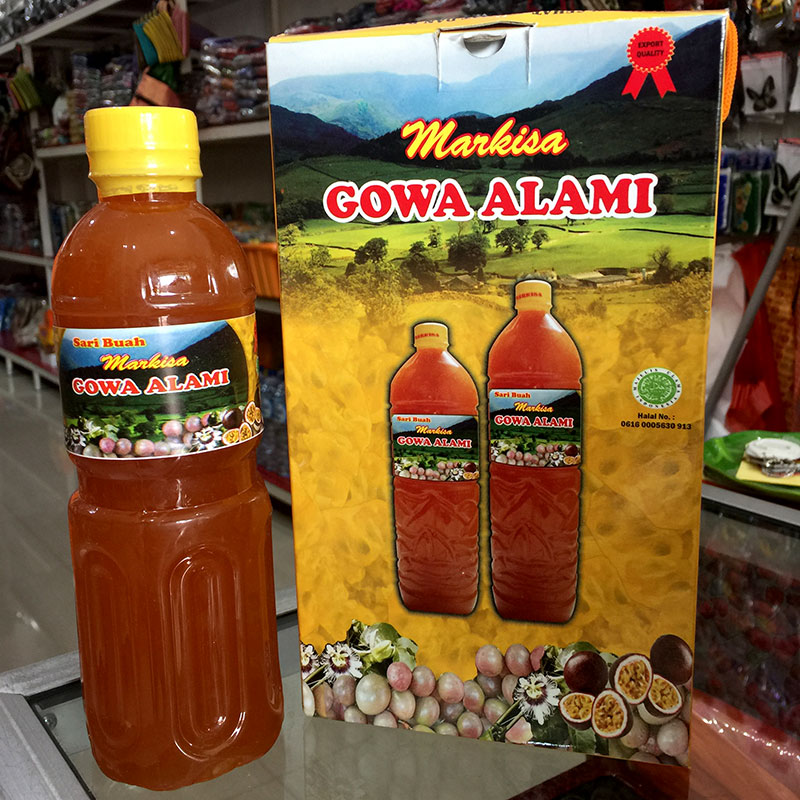 EXPORT
QUALITY
Markisa
GOWA ALAMI
Sari Buah
Markisa
GOWA ALAMI
Sari Buah
Markisa
GOWA ALAMI
Sari Buah
Markisa
GOWA ALAMI
Halal No. :
0616 0005630 913